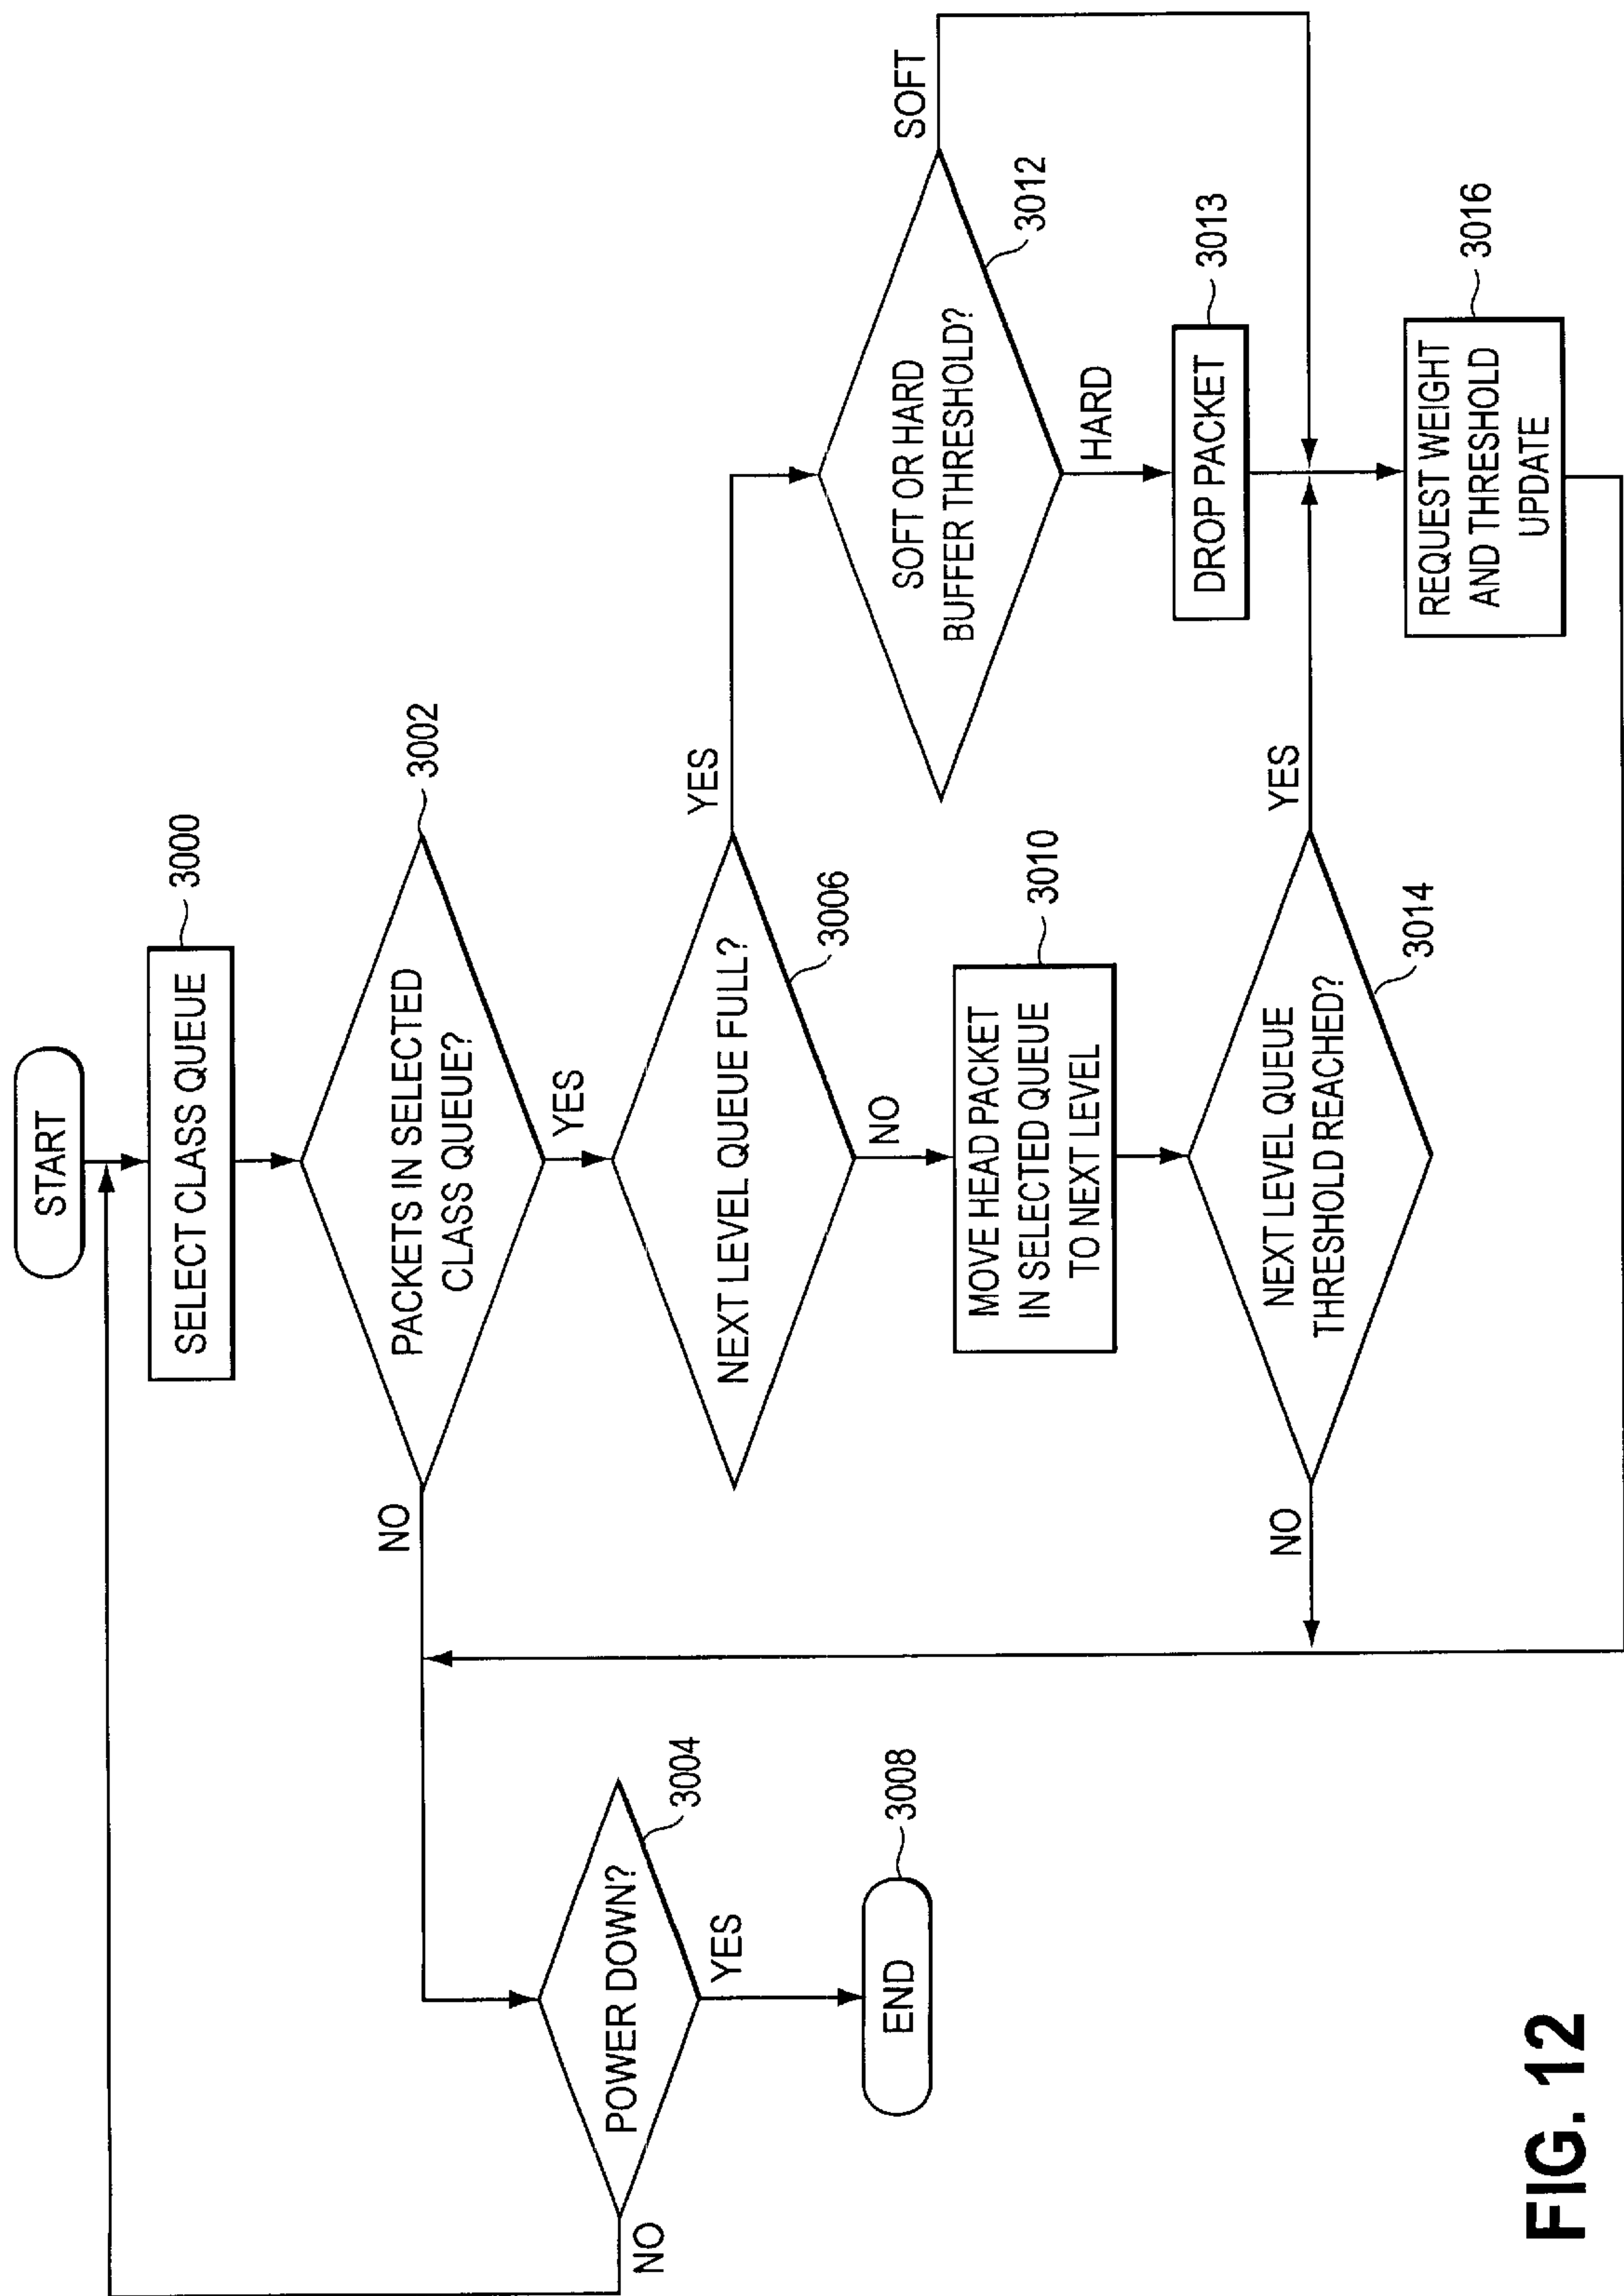 START
SELECT CLASS QUEUE
3000
PACKETS IN SELECTED
CLASS QUEUE?
3002
NO
YES
POWER DOWN?
3004
NO
YES
END
3008
NEXT LEVEL QUEUE FULL?
3006
YES
NO
SOFT OR HARD
BUFFER THRESHOLD?
3012
SOFT
HARD
MOVE HEAD PACKET
IN SELECTED QUEUE
TO NEXT LEVEL
3010
DROP PACKET
3013
NEXT LEVEL QUEUE
THRESHOLD REACHED?
3014
NO
YES
REQUEST WEIGHT
AND THRESHOLD
UPDATE
3016
FIG. 12